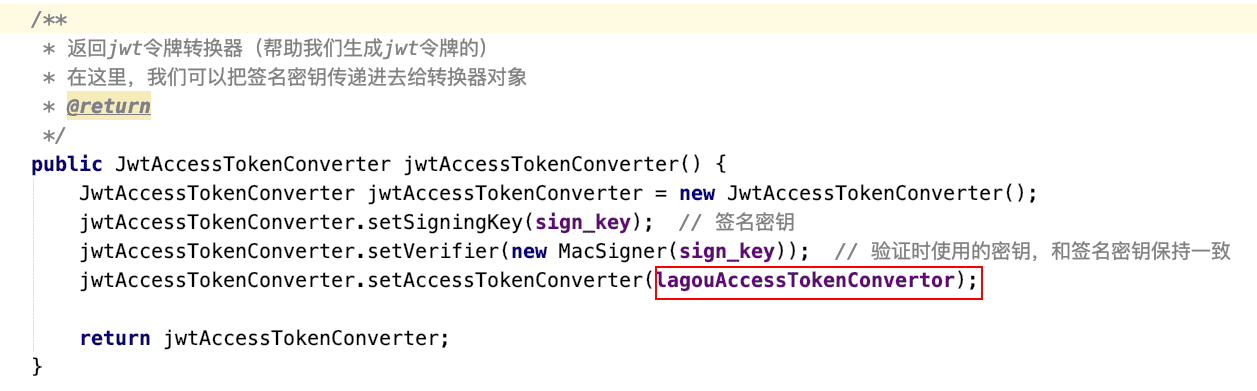 /**
 * 返回jwt令牌转换器（帮助我们生成jwt令牌的）
 * 在这里，我们可以把签名密钥传递进去给转换器对象
 * @return
 */
public JwtAccessTokenConverter jwtAccessTokenConverter() {
    JwtAccessTokenConverter jwtAccessTokenConverter = new JwtAccessTokenConverter();
    jwtAccessTokenConverter.setSigningKey(sign_key);  // 签名密钥
    jwtAccessTokenConverter.setVerifier(new MacSigner(sign_key));  // 验证时使用的密钥，和签名密钥保持一致
    jwtAccessTokenConverter.setAccessTokenConverter(lagouAccessTokenConvertor);
    return jwtAccessTokenConverter;
}